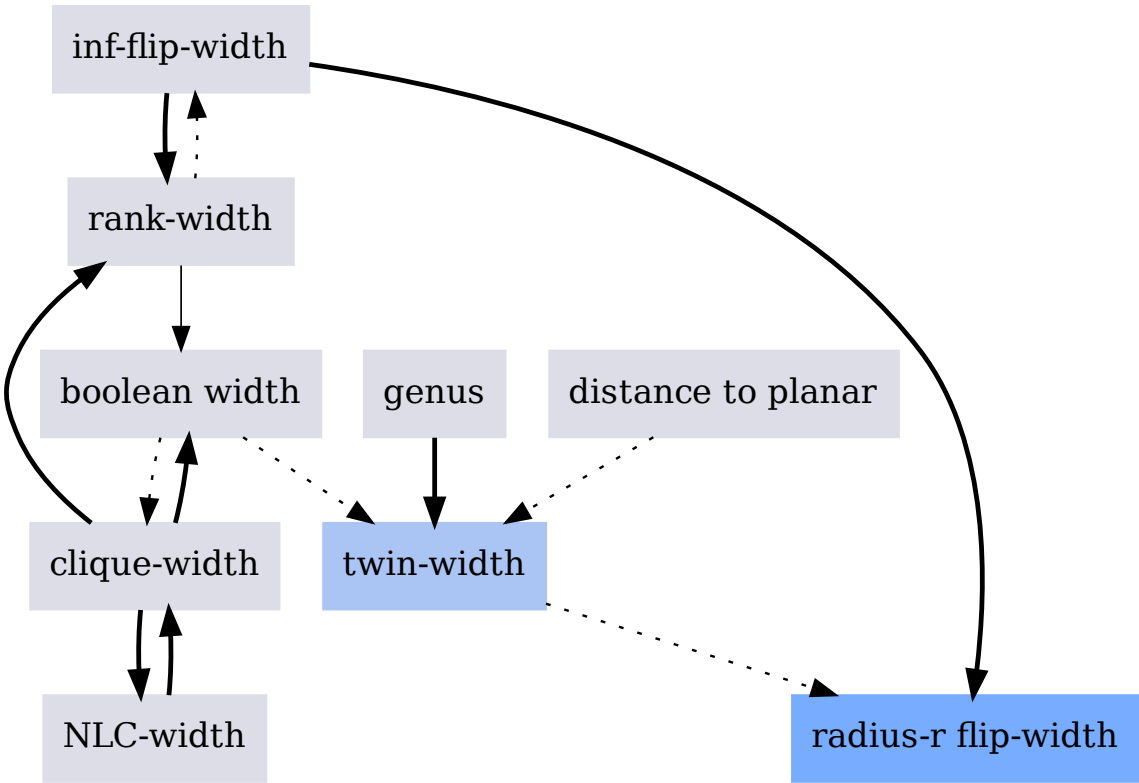 inf-flip-width
rank-width
boolean width
genus
distance to planar
clique-width
twin-width
NLC-width
radius-r flip-width